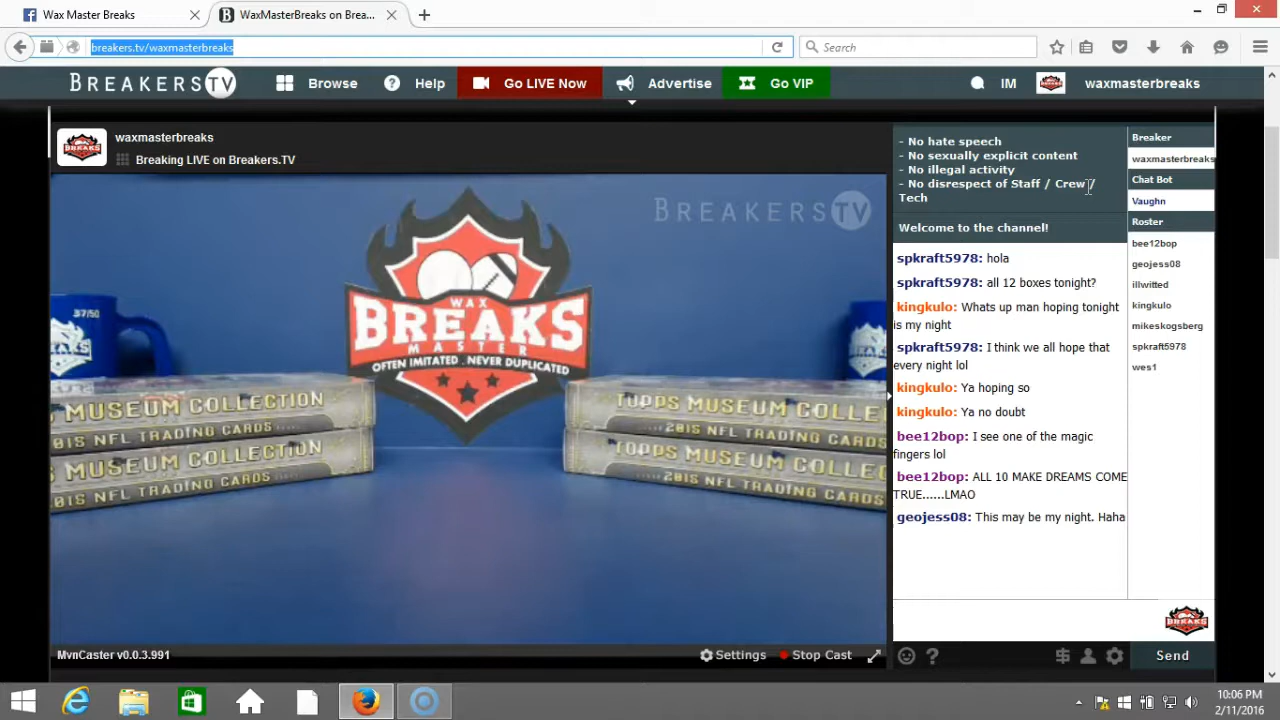 Wax Master Breaks
WaxMasterBreaks on Brea...
breakers.tv/waxmasterbreaks
Search
BREAKERS TV
Browse
Help
Go LIVE Now
Advertise
Go VIP
IM
waxmasterbreaks
waxmasterbreaks
Breaking LIVE on Breakers.TV
BREAKERS TV
37/50
WAX
BREAKS
MASTER
OFTEN IMITATED . NEVER DUPLICATED
MUSEUM COLLECTION
2015 NFL TRADING CARDS
MUSEUM COLLECTION
2015 NFL TRADING CARDS
TOPPS MUSEUM COLLE
2015 NFL TRADING CARDS
TOPPS MUSEUM COLLEC
2015 NFL TRADING CARDS
MvnCaster v0.0.3.991
Settings
Stop Cast
- No hate speech
- No sexually explicit content
- No illegal activity
- No disrespect of Staff / Crew /
Tech
Welcome to the channel!
spkraft5978: hola
spkraft5978: all 12 boxes tonight?
kingkulo: Whats up man hoping tonight
is my night
spkraft5978: I think we all hope that
every night lol
kingkulo: Ya hoping so
kingkulo: Ya no doubt
bee12bop: I see one of the magic
fingers lol
bee12bop: ALL 10 MAKE DREAMS COME
TRUE......LMAO
geojess08: This may be my night. Haha
BREAKS
Send
Breaker
waxmasterbreaks
Chat Bot
Vaughn
Roster
bee12bop
geojess08
illwitted
kingkulo
mikeskogsberg
spkraft5978
wes1
10:06 PM
2/11/2016